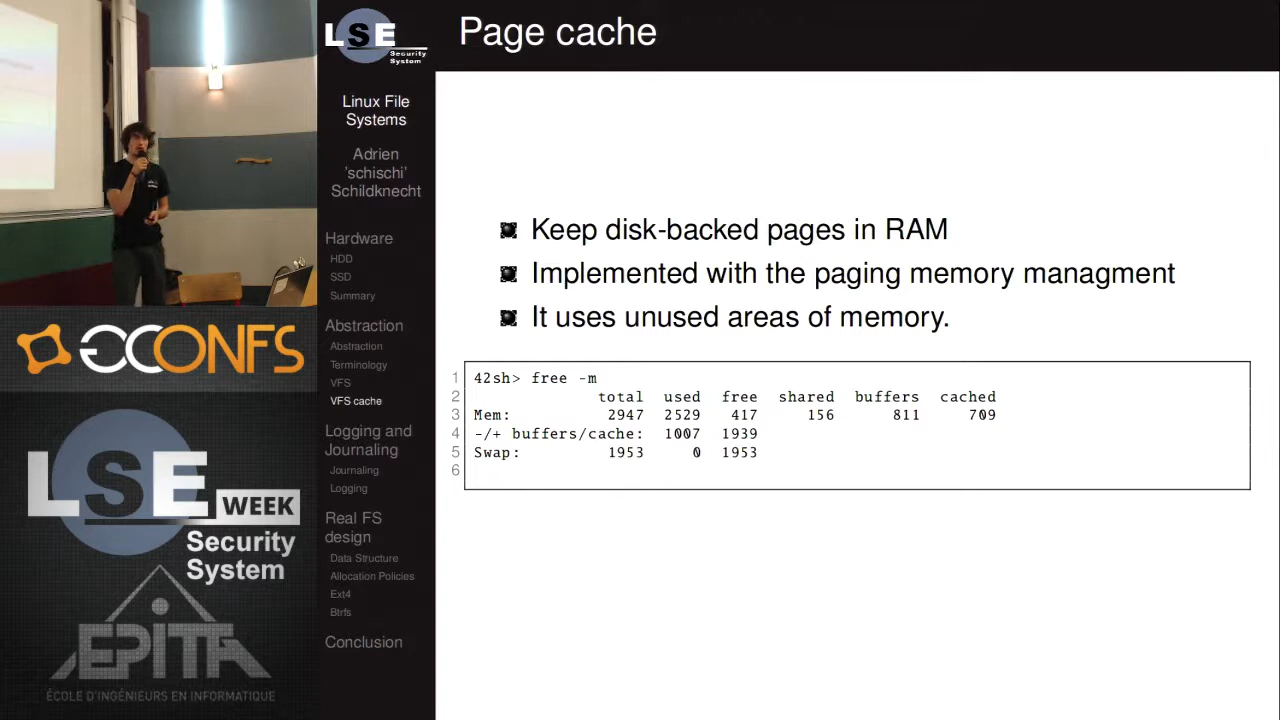 LSE
Security
System
Page cache
Linux File
Systems
Adrien
'schischi'
Schildknecht
Hardware
HDD
SSD
Summary
Abstraction
Abstraction
Terminology
VFS
VFS cache
Logging and
Journaling
Journaling
Logging
Real FS
design
Data Structure
Allocation Policies
Ext4
Btrfs
Conclusion
Keep disk-backed pages in RAM
Implemented with the paging memory managment
It uses unused areas of memory.
1 42sh> free -m
2 total used free shared buffers cached
3 Mem: 2947 2529 417 156 811 709
4 -/+ buffers/cache: 1007 1939
5 Swap: 1953 0 1953
6
GCONFS
LSE WEEK
Security
System
EPITA
ÉCOLE D'INGÉNIEURS EN INFORMATIQUE